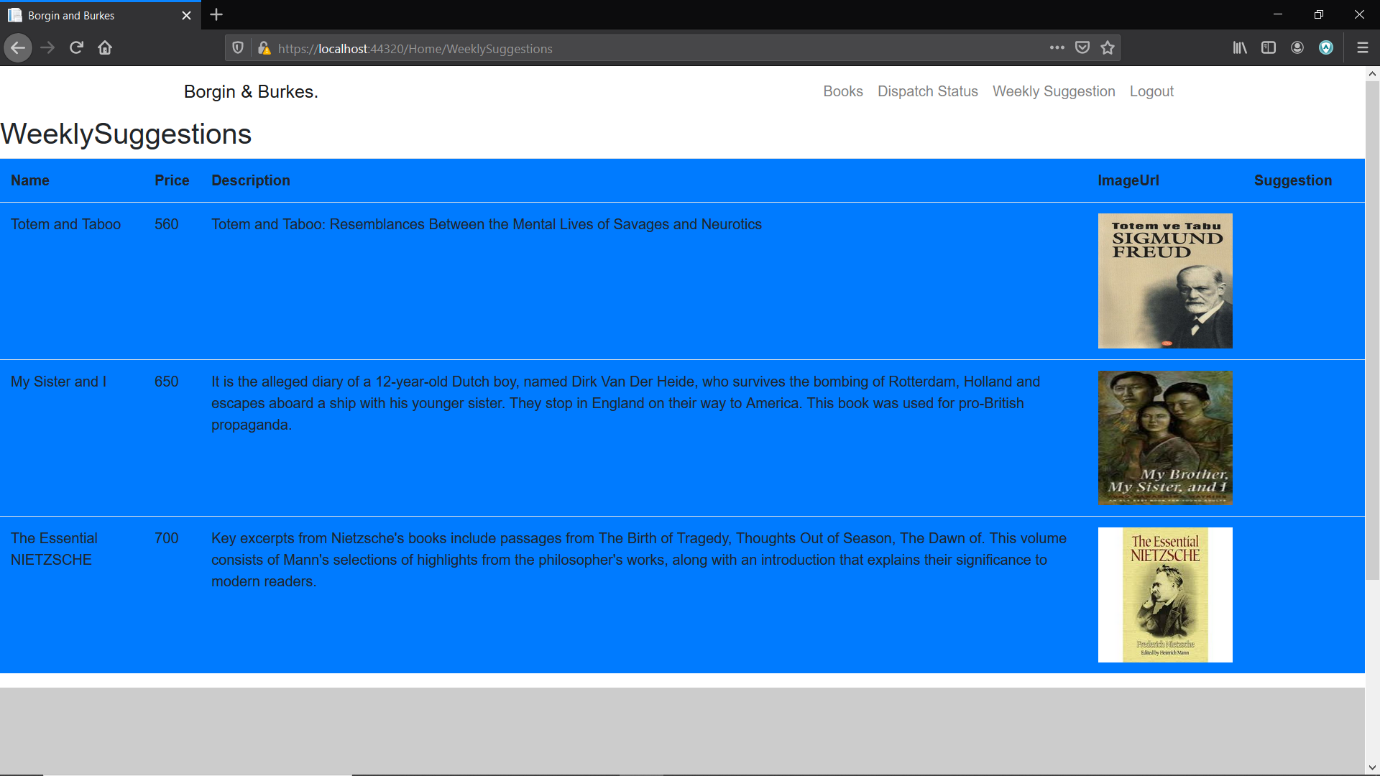 Borgin and Burkes
https://localhost:44320/Home/WeeklySuggestions
Borgin & Burkes.
Books Dispatch Status Weekly Suggestion Logout
WeeklySuggestions
Name Price Description ImageUrl Suggestion
Totem and Taboo 560 Totem and Taboo: Resemblances Between the Mental Lives of Savages and Neurotics
Totem ve Tabu
SIGMUND
FREUD
My Sister and I 650 It is the alleged diary of a 12-year-old Dutch boy, named Dirk Van Der Heide, who survives the bombing of Rotterdam, Holland and
escapes aboard a ship with his younger sister. They stop in England on their way to America. This book was used for pro-British
propaganda.
My Brother,
My Sister, and I
The Essential 700 Key excerpts from Nietzsche's books include passages from The Birth of Tragedy, Thoughts Out of Season, The Dawn of. This volume
NIETZSCHE consists of Mann's selections of highlights from the philosopher's works, along with an introduction that explains their significance to
modern readers.
The Essential
NIETZSCHE
Friedrich Nietzsche
Edited by Heinrich Mann